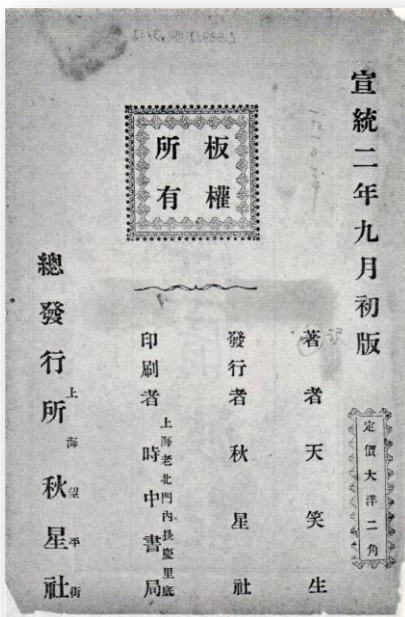 宣統二年九月初版
定價大洋二角
著者天笑生
發行者秋星社
上海老北門內長慶里底
印刷者時中書局
總發行所上海望平街秋星社
板權
所有